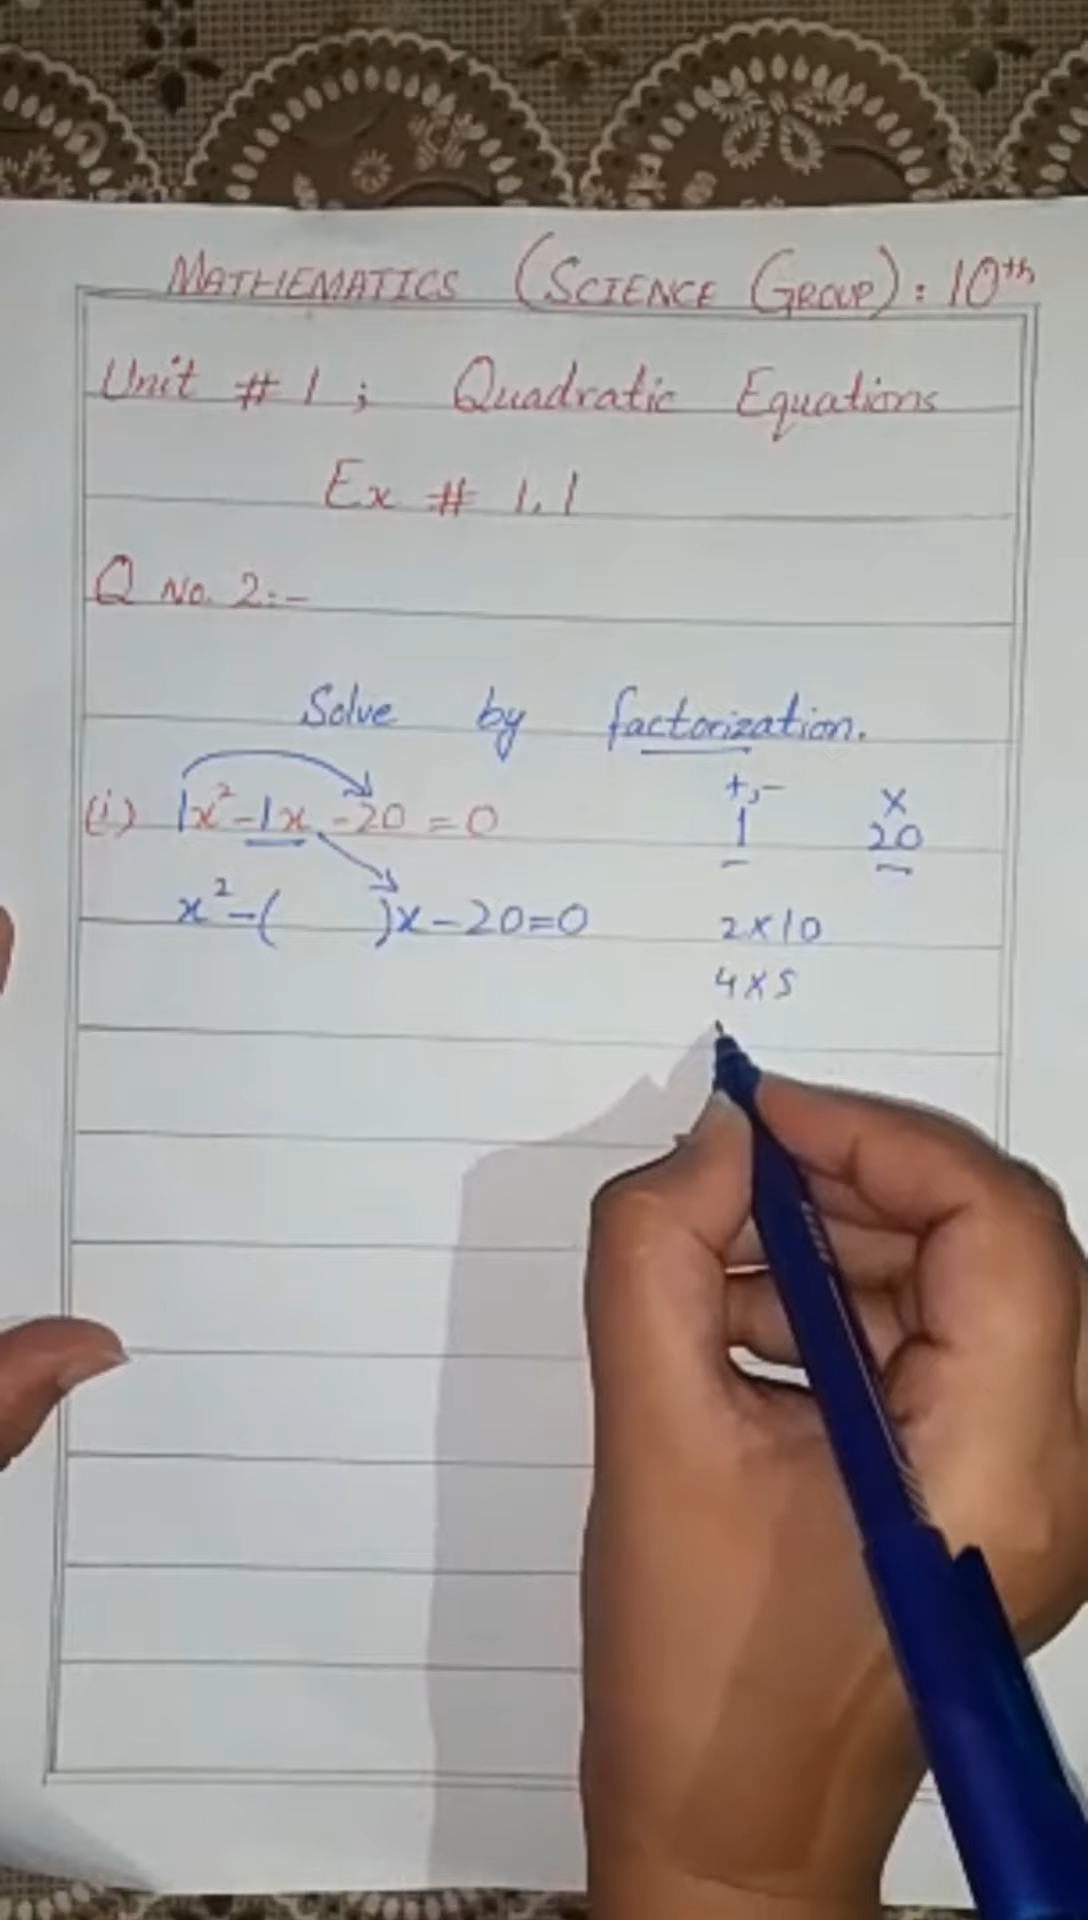 MATHEMATICS (SCIENCE GROUP): 10th
Unit # 1; Quadratic Equations
Ex # 1.1
Q No. 2:-
Solve by factorization.
(i) 1x² - 1x - 20 = 0 +,- x
1 20
x² - ( )x - 20 = 0 2 x 10
4 x 5